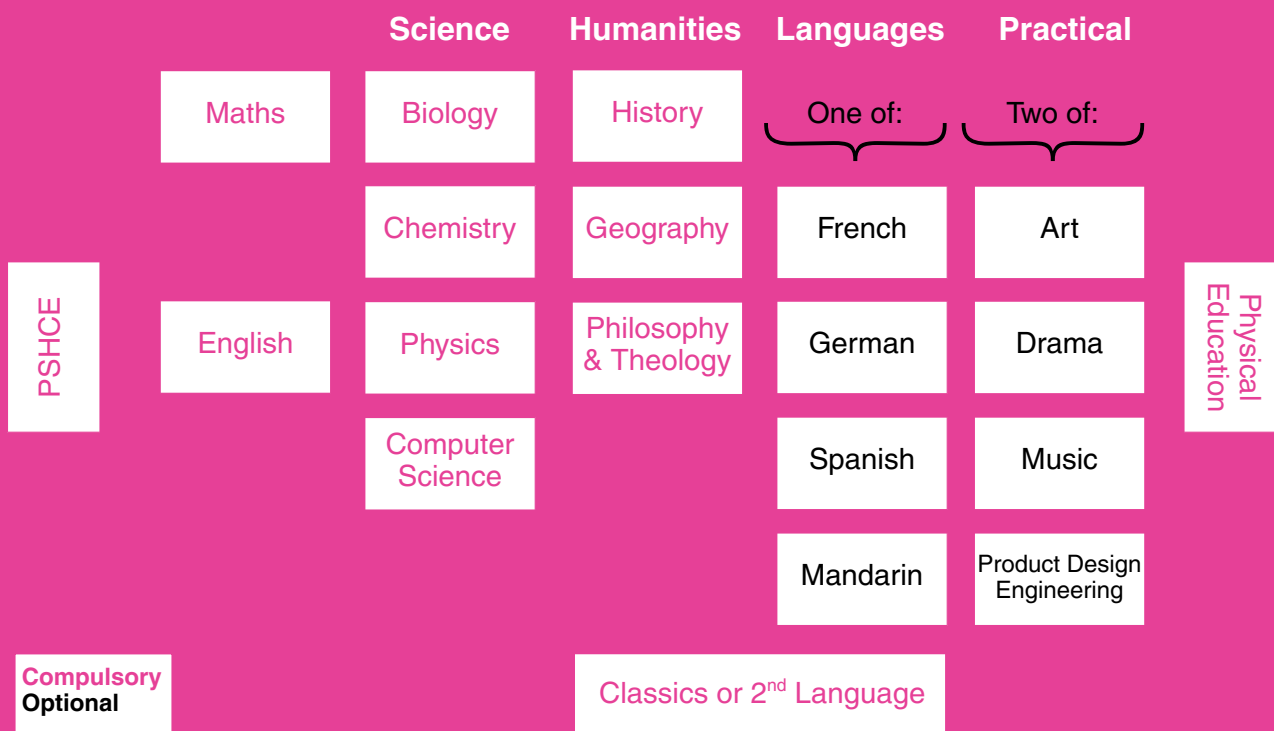 Science Humanities Languages Practical
Maths Biology History One of: Two of:
Chemistry Geography French Art
PSHCE
English Physics Philosophy
& Theology German Drama
Physical
Education
Computer
Science Spanish Music
Mandarin Product Design
Engineering
Compulsory
Optional
Classics or 2nd Language